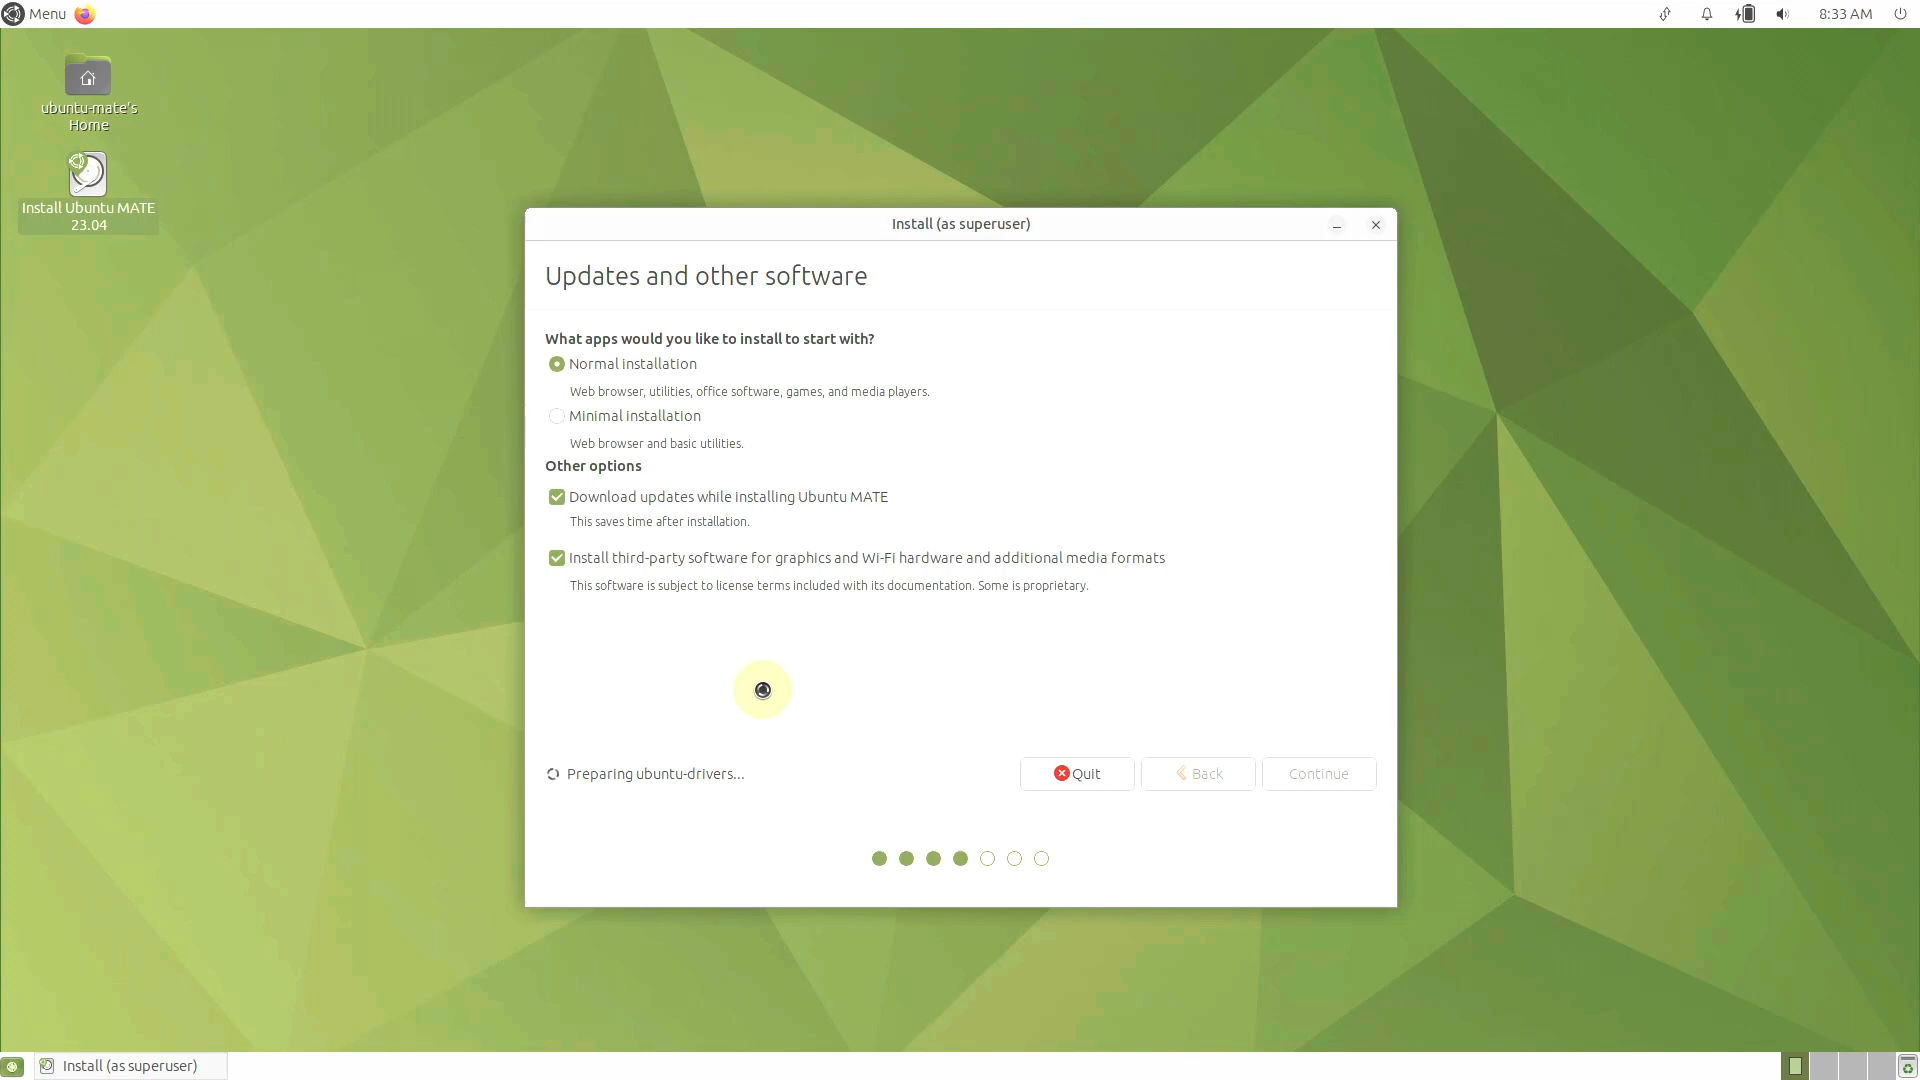 Menu
8:33 AM
ubuntu-mate's
Home
Install Ubuntu MATE
23.04
Install (as superuser)
Updates and other software
What apps would you like to install to start with?
Normal installation
Web browser, utilities, office software, games, and media players.
Minimal installation
Web browser and basic utilities.
Other options
Download updates while installing Ubuntu MATE
This saves time after installation.
Install third-party software for graphics and Wi-Fi hardware and additional media formats
This software is subject to license terms included with its documentation. Some is proprietary.
Preparing ubuntu-drivers...
Quit
Back
Continue
Install (as superuser)